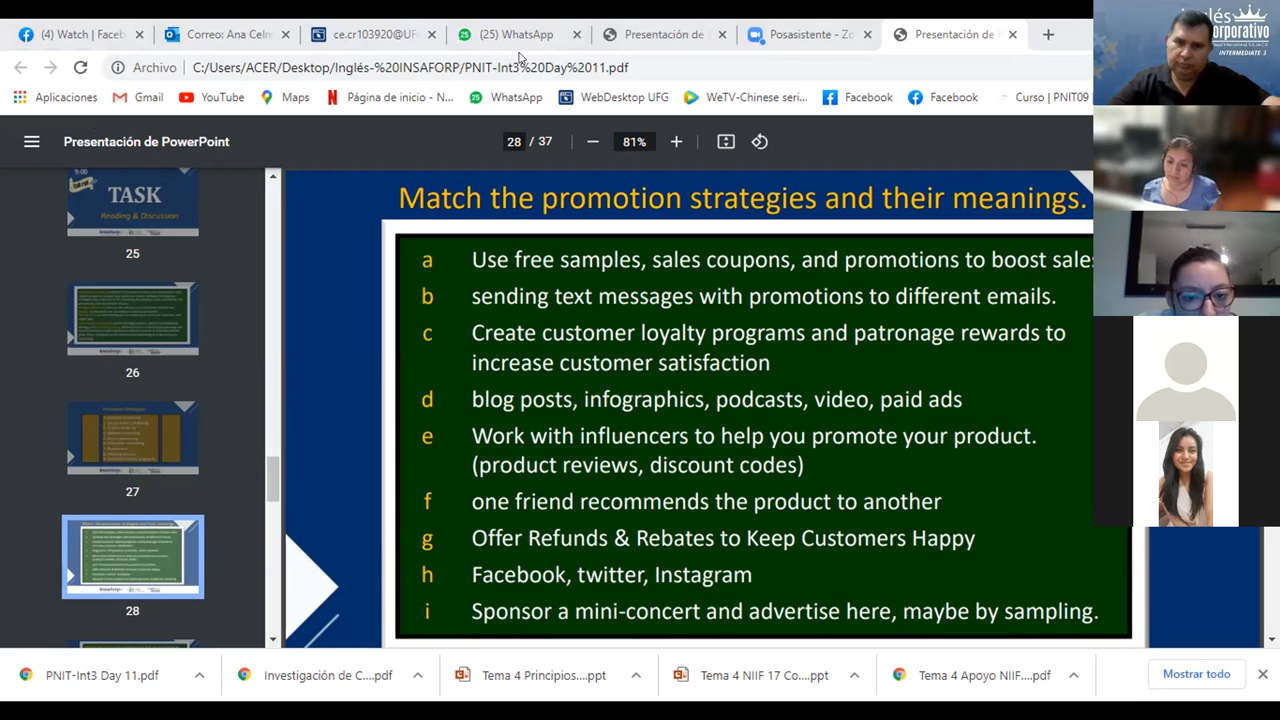 (4) Watch | Faceb
Correo: Ana Celm
ce.cr103920@UF
(25) WhatsApp
Presentación de
Posasistente - Zo
Presentación de
Archivo
C:/Users/ACER/Desktop/Inglés-%20INSAFORP/PNIT-Int3%20Day%2011.pdf
Aplicaciones
Gmail
YouTube
Maps
Página de inicio - N...
WhatsApp
WebDesktop UFG
WeTV-Chinese seri...
Facebook
Facebook
Curso | PNIT09
Presentación de PowerPoint
28 / 37
81%
inglés
corporativo
INTERMEDIATE 3
9:00
TASK
Reading & Discussion
25
26
27
28
Match the promotion strategies and their meanings.
a Use free samples, sales coupons, and promotions to boost sales
b sending text messages with promotions to different emails.
c Create customer loyalty programs and patronage rewards to
increase customer satisfaction
d blog posts, infographics, podcasts, video, paid ads
e Work with influencers to help you promote your product.
(product reviews, discount codes)
f one friend recommends the product to another
g Offer Refunds & Rebates to Keep Customers Happy
h Facebook, twitter, Instagram
i Sponsor a mini-concert and advertise here, maybe by sampling.
PNIT-Int3 Day 11.pdf
Investigación de C....pdf
Tema 4 Principios....ppt
Tema 4 NIIF 17 Co....ppt
Tema 4 Apoyo NIIF....pdf
Mostrar todo